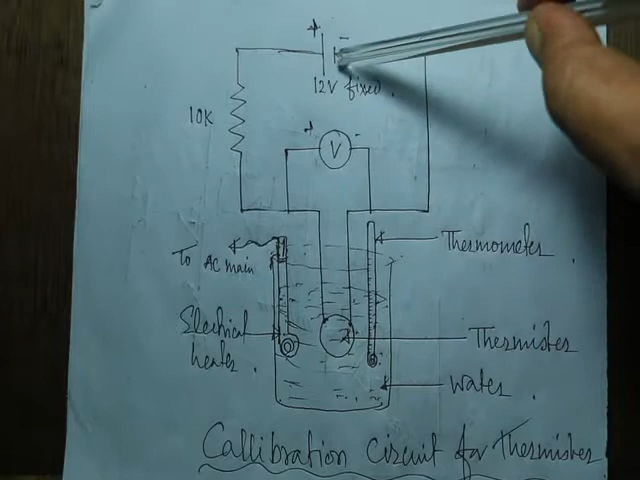 + -
12V fixed.
10K
+ V -
Thermometer.
To AC main
Electrical
heater.
Thermister
Water.
Callibration Circuit for Thermister